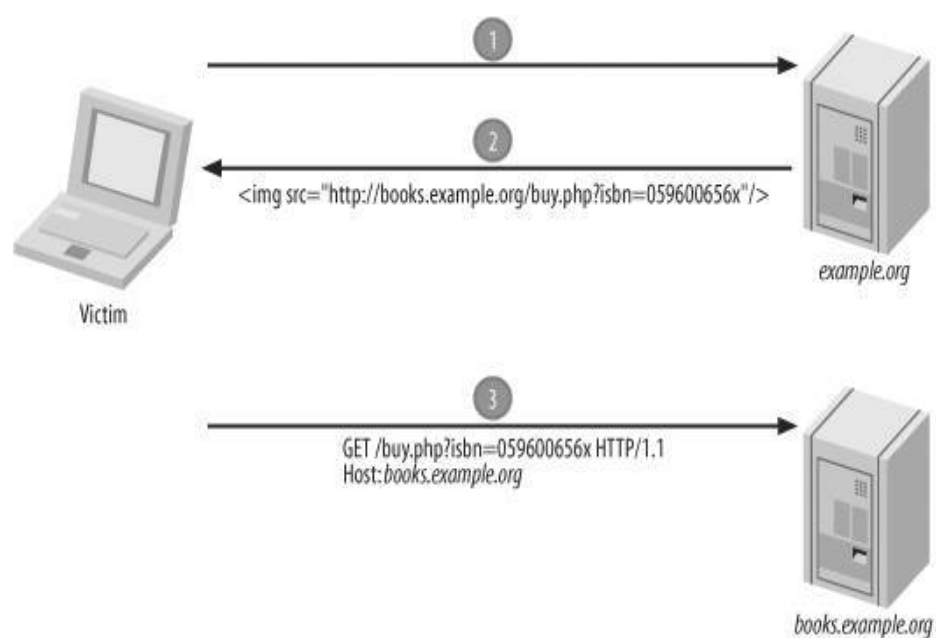 1
2
<img src="http://books.example.org/buy.php?isbn=059600656x"/>
example.org
Victim
3
GET /buy.php?isbn=059600656x HTTP/1.1
Host: books.example.org
books.example.org